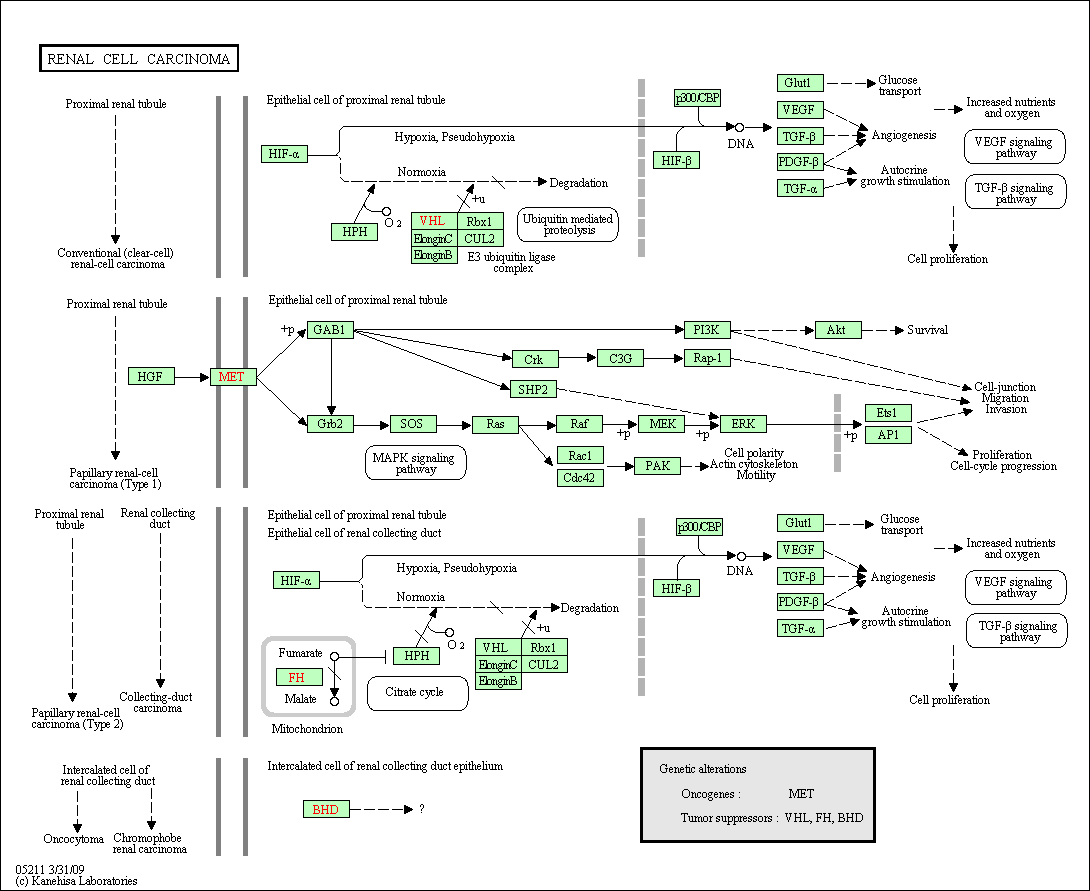 RENAL CELL CARCINOMA
Proximal renal tubule
Conventional (clear-cell)
renal-cell carcinoma
Epithelial cell of proximal renal tubule
HIF-α
Hypoxia, Pseudohypoxia
Normoxia
Degradation
HPH
O 2
+u
VHL
Rbx1
ElonginC
CUL2
ElonginB
E3 ubiquitin ligase
complex
Ubiquitin mediated
proteolysis
p300/CBP
HIF-β
DNA
Glut1
VEGF
TGF-β
PDGF-β
TGF-α
Glucose
transport
Angiogenesis
Autocrine
growth stimulation
Increased nutrients
and oxygen
VEGF signaling
pathway
TGF-β signaling
pathway
Cell proliferation
Proximal renal tubule
Papillary renal-cell
carcinoma (Type 1)
Epithelial cell of proximal renal tubule
HGF
MET
+p
GAB1
PI3K
Akt
Survival
Crk
C3G
Rap-1
SHP2
Cell-junction
Migration
Invasion
Grb2
SOS
Ras
Raf
+p
MEK
+p
ERK
+p
Ets1
AP1
MAPK signaling
pathway
Rac1
Cdc42
PAK
Cell polarity
Actin cytoskeleton
Motility
Proliferation
Cell-cycle progression
Proximal renal
tubule
Renal collecting
duct
Papillary renal-cell
carcinoma (Type 2)
Collecting-duct
carcinoma
Epithelial cell of proximal renal tubule
Epithelial cell of renal collecting duct
HIF-α
Hypoxia, Pseudohypoxia
Normoxia
Degradation
HPH
O 2
+u
VHL
Rbx1
ElonginC
CUL2
ElonginB
Fumarate
FH
Malate
Mitochondrion
Citrate cycle
p300/CBP
HIF-β
DNA
Glut1
VEGF
TGF-β
PDGF-β
TGF-α
Glucose
transport
Angiogenesis
Autocrine
growth stimulation
Increased nutrients
and oxygen
VEGF signaling
pathway
TGF-β signaling
pathway
Cell proliferation
Intercalated cell of
renal collecting duct
Oncocytoma
Chromophobe
renal carcinoma
Intercalated cell of renal collecting duct epithelium
BHD
?
Genetic alterations
Oncogenes : MET
Tumor suppressors : VHL, FH, BHD
05211 3/31/09
(c) Kanehisa Laboratories